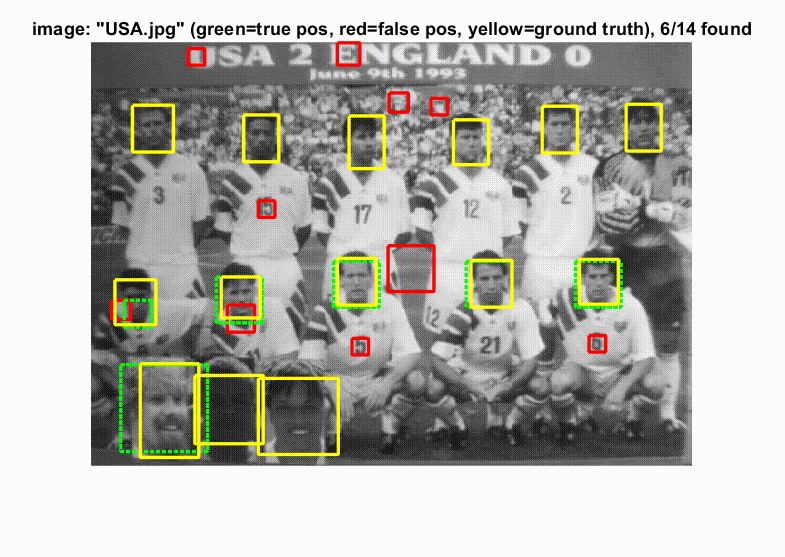 image: "USA.jpg" (green=true pos, red=false pos, yellow=ground truth), 6/14 found
USA 2 ENGLAND 0
June 9th 1993
3
17
12
2
12
21